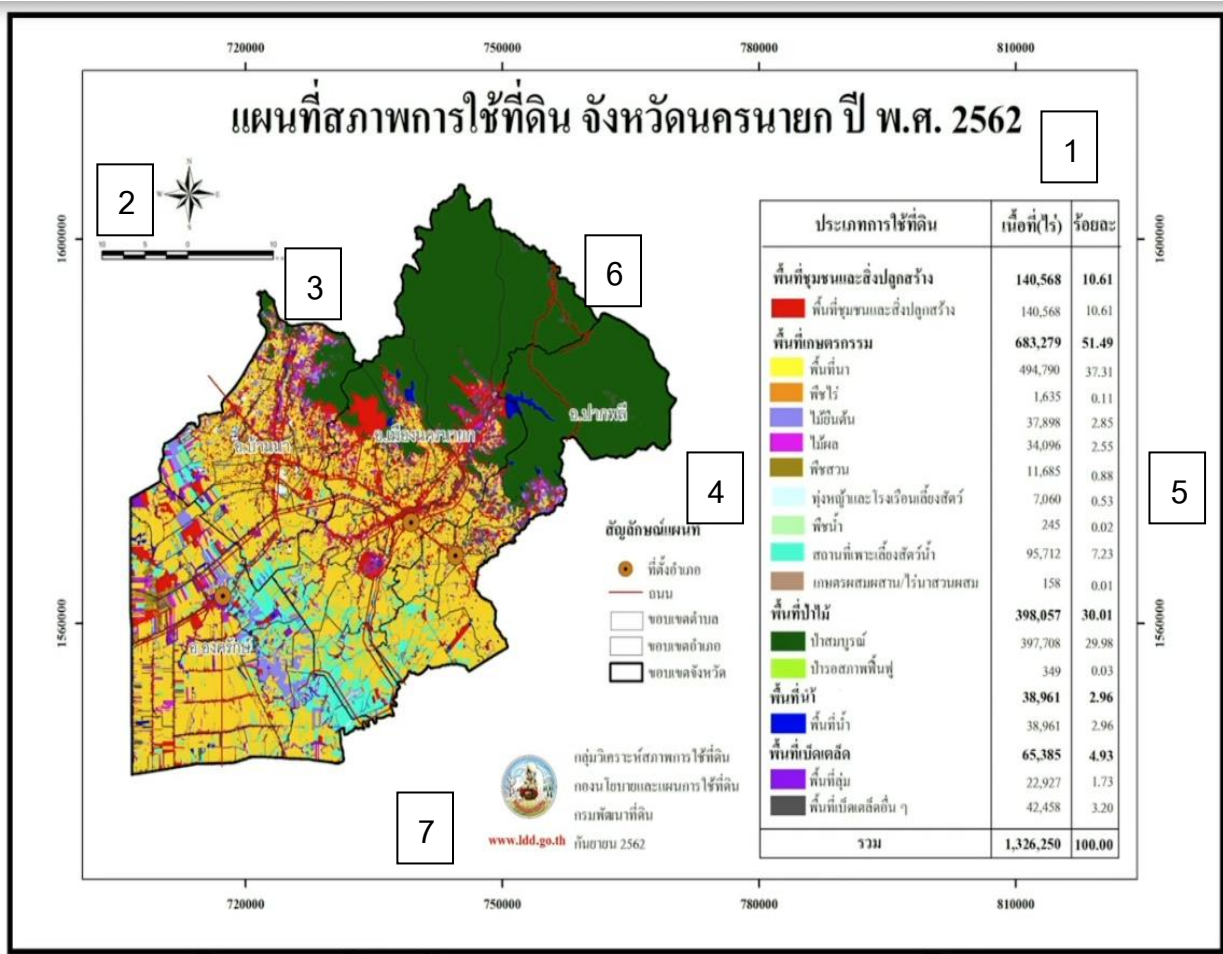 720000 750000 780000 810000
แผนที่สภาพการใช้ที่ดิน จังหวัดนครนายก ปี พ.ศ. 2562
1
2
N
W E
S
1600000
1600000
10 5 0 10
3
6
ประเภทการใช้ที่ดิน เนื้อที่(ไร่) ร้อยละ
พื้นที่ชุมชนและสิ่งปลูกสร้าง 140,568 10.61
พื้นที่ชุมชนและสิ่งปลูกสร้าง 140,568 10.61
พื้นที่เกษตรกรรม 683,279 51.49
พื้นที่นา 494,790 37.31
พืชไร่ 1,635 0.11
ไม้ยืนต้น 37,898 2.85
ไม้ผล 34,096 2.55
พืชสวน 11,685 0.88
ทุ่งหญ้าและโรงเรือนเลี้ยงสัตว์ 7,060 0.53
พืชน้ำ 245 0.02
สถานที่เพาะเลี้ยงสัตว์น้ำ 95,712 7.23
เกษตรผสมผสาน/ไร่นาสวนผสม 158 0.01
พื้นที่ป่าไม้ 398,057 30.01
ป่าสมบูรณ์ 397,708 29.98
ป่ารอสภาพฟื้นฟู 349 0.03
พื้นที่น้ำ 38,961 2.96
พื้นที่น้ำ 38,961 2.96
พื้นที่เบ็ดเตล็ด 65,385 4.93
พื้นที่ลุ่ม 22,927 1.73
พื้นที่เบ็ดเตล็ดอื่น ๆ 42,458 3.20
รวม 1,326,250 100.00
อ.ปากพลี
อ.เมืองนครนายก
อ.บ้านนา
อ.องครักษ์
4
5
สัญลักษณ์แผนที่
ที่ตั้งอำเภอ
ถนน
ขอบเขตตำบล
ขอบเขตอำเภอ
ขอบเขตจังหวัด
1560000
1560000
กลุ่มวิเคราะห์สภาพการใช้ที่ดิน
กองนโยบายและแผนการใช้ที่ดิน
กรมพัฒนาที่ดิน
www.ldd.go.th กันยายน 2562
7
720000 750000 780000 810000